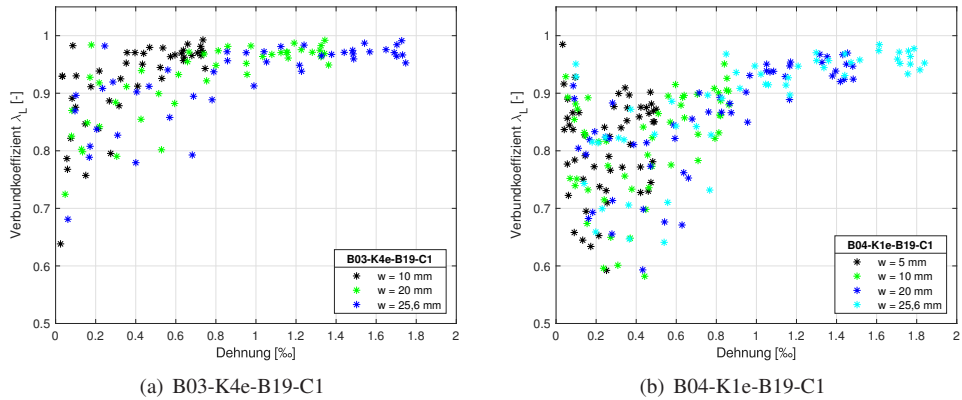 Verbundkoeffizient λL [-]
1
0.9
0.8
0.7
0.6
0.5
0 0.2 0.4 0.6 0.8 1 1.2 1.4 1.6 1.8 2
Dehnung [‰]
B03-K4e-B19-C1
w = 10 mm
w = 20 mm
w = 25,6 mm
(a) B03-K4e-B19-C1
Verbundkoeffizient λL [-]
1
0.9
0.8
0.7
0.6
0.5
0 0.2 0.4 0.6 0.8 1 1.2 1.4 1.6 1.8 2
Dehnung [‰]
B04-K1e-B19-C1
w = 5 mm
w = 10 mm
w = 20 mm
w = 25,6 mm
(b) B04-K1e-B19-C1